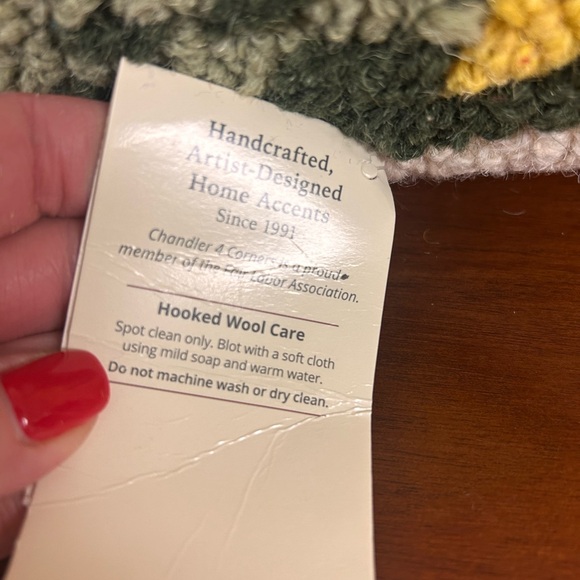 Handcrafted,
Artist-Designed
Home Accents
Since 1991
Chandler 4 Corners is a proud
member of the Fair Labor Association.
Hooked Wool Care
Spot clean only. Blot with a soft cloth
using mild soap and warm water.
Do not machine wash or dry clean.